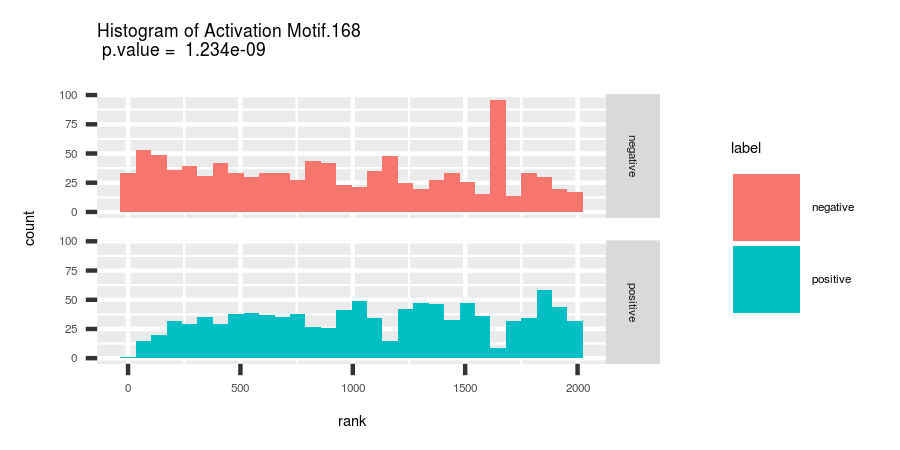 Histogram of Activation Motif.168
p.value = 1.234e-09
count
100
75
50
25
0
negative
100
75
50
25
0
positive
0 500 1000 1500 2000
rank
label
negative
positive